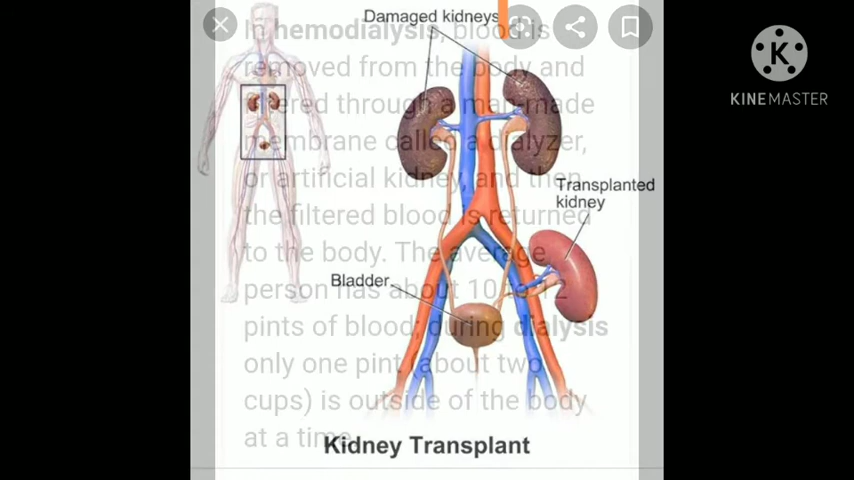 Damaged kidneys
In hemodialysis, blood is
removed from the body and
filtered through a man-made
membrane called a dialyzer,
or artificial kidney, and then
the filtered blood is returned
to the body. The average
person has about 10 to 12
pints of blood; during dialysis
only one pint (about two
cups) is outside of the body
at a time.
Transplanted
kidney
Bladder
Kidney Transplant
K
KINEMASTER